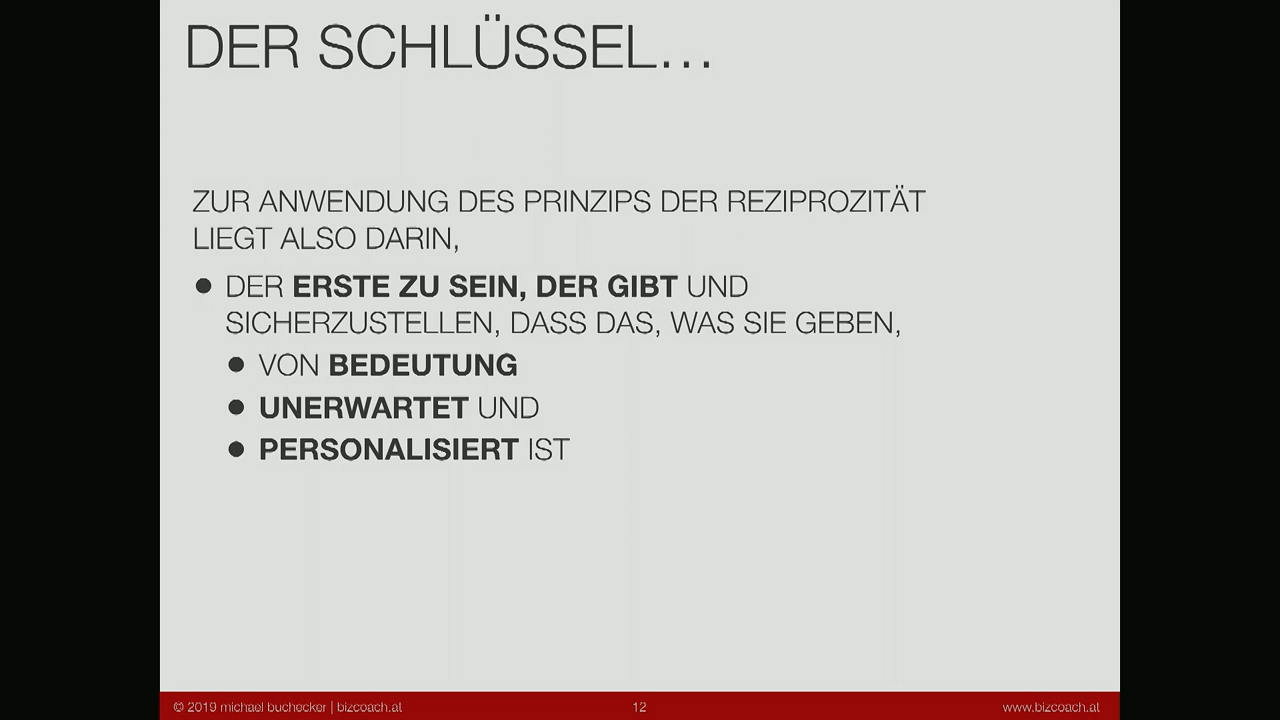 DER SCHLÜSSEL...
ZUR ANWENDUNG DES PRINZIPS DER REZIPROZITÄT
LIEGT ALSO DARIN,
● DER ERSTE ZU SEIN, DER GIBT UND
SICHERZUSTELLEN, DASS DAS, WAS SIE GEBEN,
● VON BEDEUTUNG
● UNERWARTET UND
● PERSONALISIERT IST
© 2019 michael buchecker | bizcoach.at 12 www.bizcoach.at